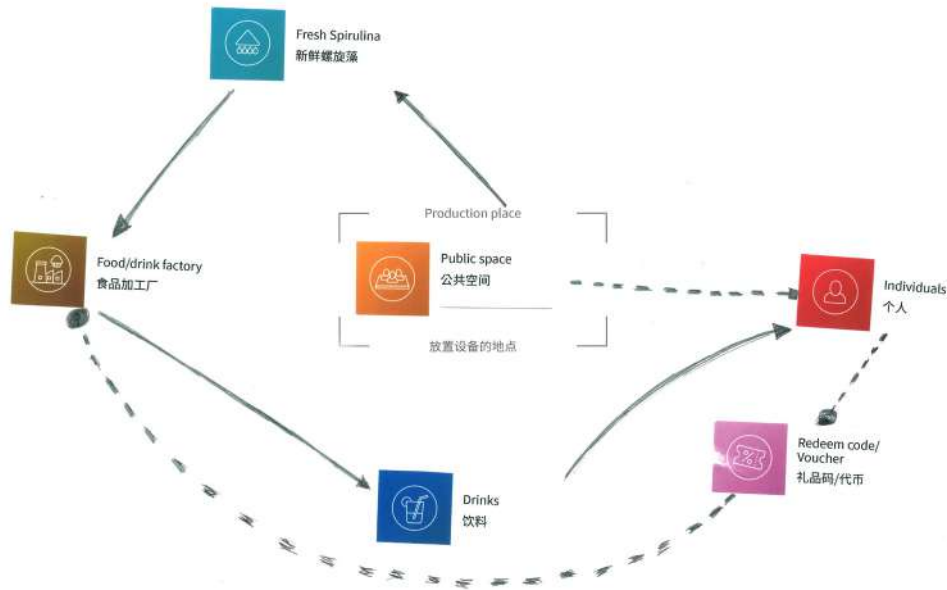 Fresh Spirulina
新鲜螺旋藻
Production place
Food/drink factory
食品加工厂
Public space
公共空间
Individuals
个人
放置设备的地点
Redeem code/
Voucher
礼品码/代币
Drinks
饮料
%